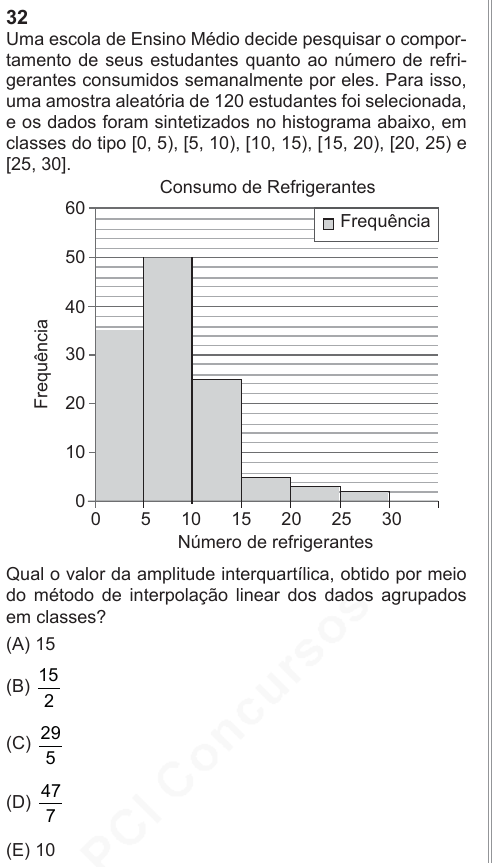 32
Uma escola de Ensino Médio decide pesquisar o compor-
tamento de seus estudantes quanto ao número de refri-
gerantes consumidos semanalmente por eles. Para isso,
uma amostra aleatória de 120 estudantes foi selecionada,
e os dados foram sintetizados no histograma abaixo, em
classes do tipo [0, 5), [5, 10), [10, 15), [15, 20), [20, 25) e
[25, 30].
Consumo de Refrigerantes
Frequência
60
50
40
30
20
10
0
Frequência
0 5 10 15 20 25 30
Número de refrigerantes
Qual o valor da amplitude interquartílica, obtido por meio
do método de interpolação linear dos dados agrupados
em classes?
(A) 15
(B) 15/2
(C) 29/5
(D) 47/7
(E) 10
PCI Concursos